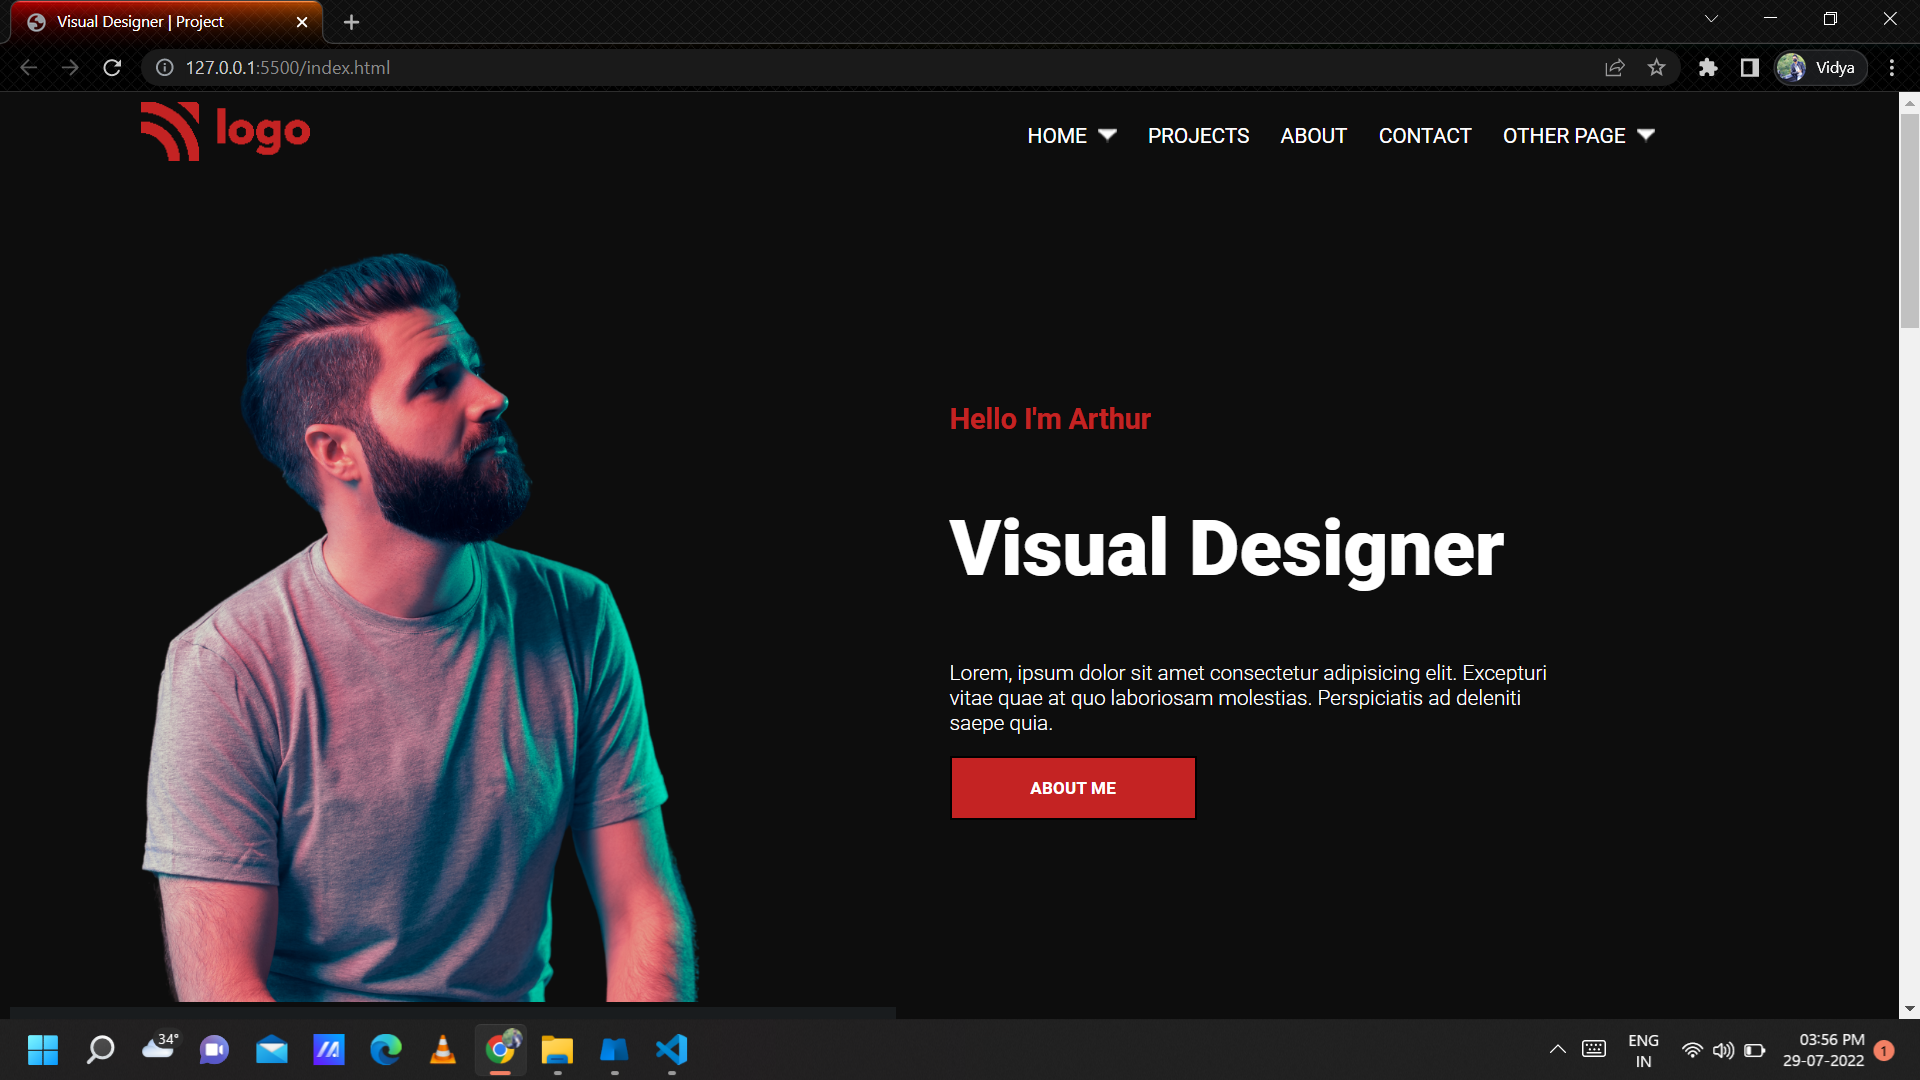 Visual Designer | Project
127.0.0.1:5500/index.html
Vidya
logo
HOME
PROJECTS
ABOUT
CONTACT
OTHER PAGE
Hello I'm Arthur
Visual Designer
Lorem, ipsum dolor sit amet consectetur adipisicing elit. Excepturi
vitae quae at quo laboriosam molestias. Perspiciatis ad deleniti
saepe quia.
ABOUT ME
34°
ENG
IN
03:56 PM
29-07-2022
1